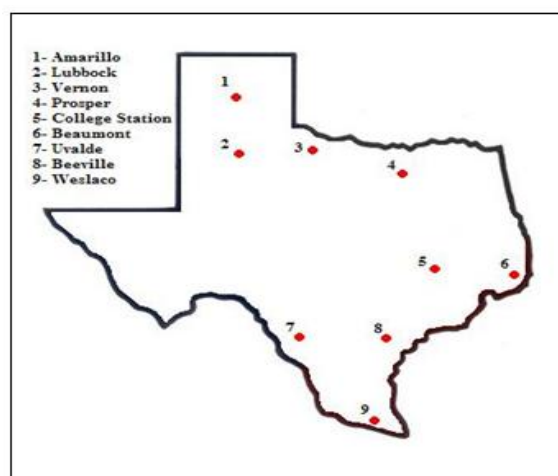 1- Amarillo
2- Lubbock
3- Vernon
4- Prosper
5- College Station
6- Beaumont
7- Uvalde
8- Beeville
9- Weslaco
1
2
3
4
5
6
7
8
9